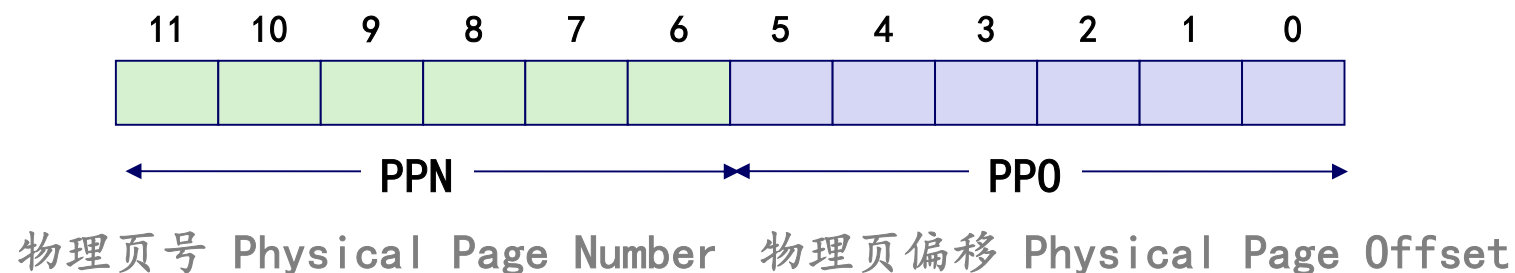 11 10 9 8 7 6 5 4 3 2 1 0
PPN PPO
物理页号 Physical Page Number 物理页偏移 Physical Page Offset